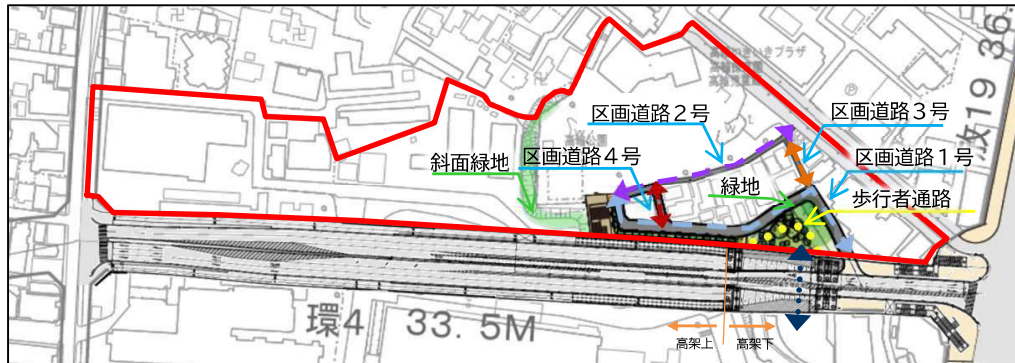 区画道路2号
区画道路3号
斜面緑地
区画道路4号
区画道路1号
緑地
歩行者通路
環4 33.5M
高架上
高架下
放19 36.